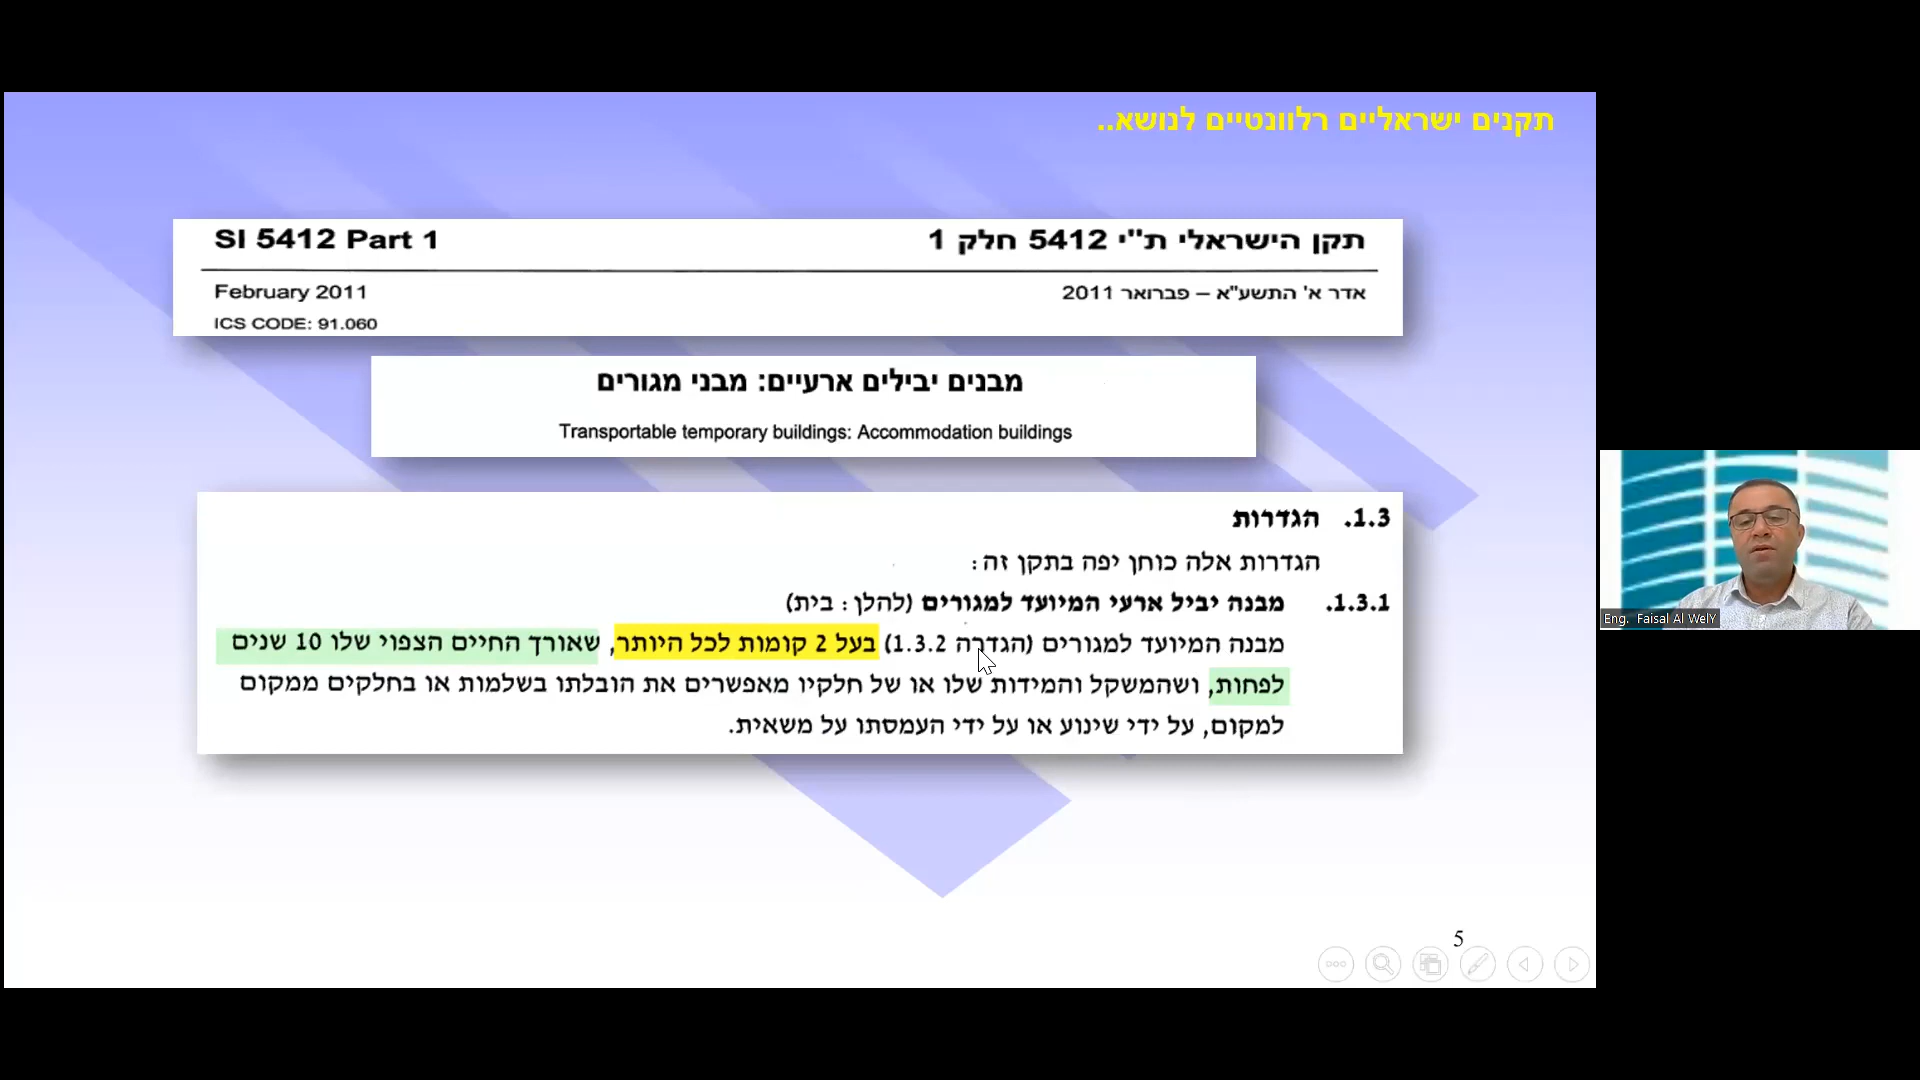 תקנים ישראליים רלוונטיים לנושא..
תקן הישראלי ת"י 5412 חלק 1
SI 5412 Part 1
אדר א' התשע"א – פברואר 2011
February 2011
ICS CODE: 91.060
מבנים יבילים ארעיים: מבני מגורים
Transportable temporary buildings: Accommodation buildings
1.3. הגדרות
הגדרות אלה כוחן יפה בתקן זה:
1.3.1. מבנה יביל ארעי המיועד למגורים (להלן: בית)
מבנה המיועד למגורים (הגדרה 1.3.2) בעל 2 קומות לכל היותר, שאורך החיים הצפוי שלו 10 שנים
לפחות, ושהמשקל והמידות שלו או של חלקיו מאפשרים את הובלתו בשלמות או בחלקים ממקום
למקום, על ידי שינוע או על ידי העמסתו על משאית.
5
Eng. Faisal Al WelY